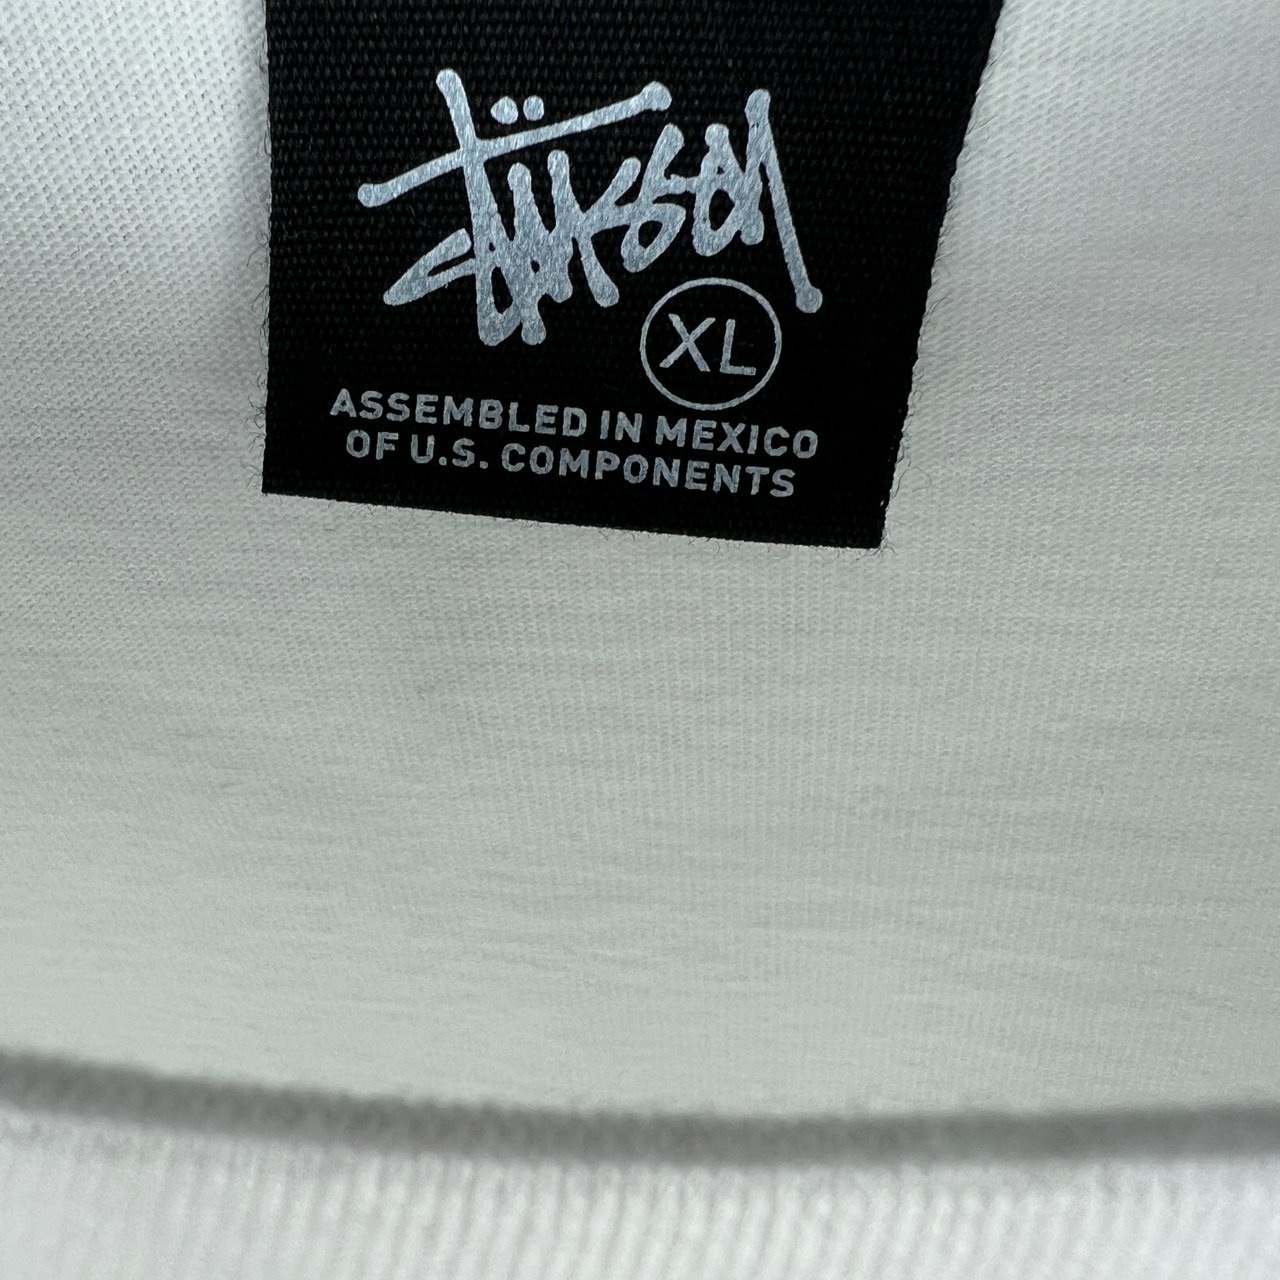 Stüssy
XL
ASSEMBLED IN MEXICO
OF U.S. COMPONENTS